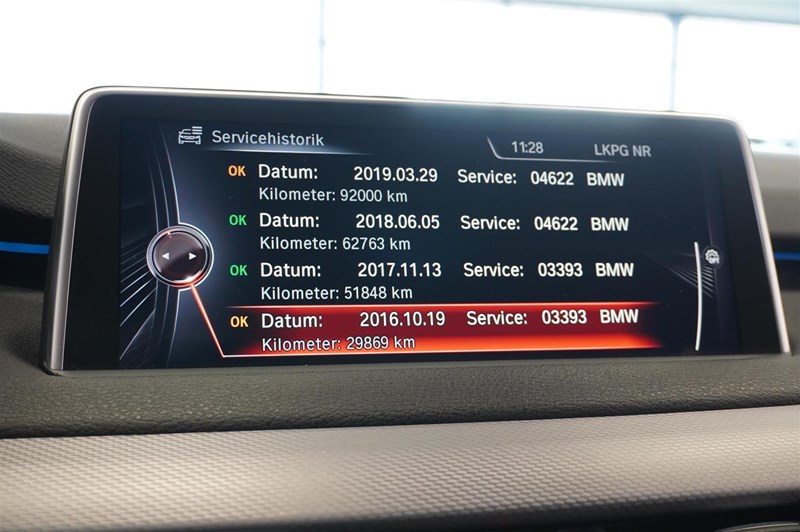 Servicehistorik 11:28 LKPG NR
OK Datum: 2019.03.29 Service: 04622 BMW
Kilometer: 92000 km
OK Datum: 2018.06.05 Service: 04622 BMW
Kilometer: 62763 km
OK Datum: 2017.11.13 Service: 03393 BMW
Kilometer: 51848 km
OK Datum: 2016.10.19 Service: 03393 BMW
Kilometer: 29869 km